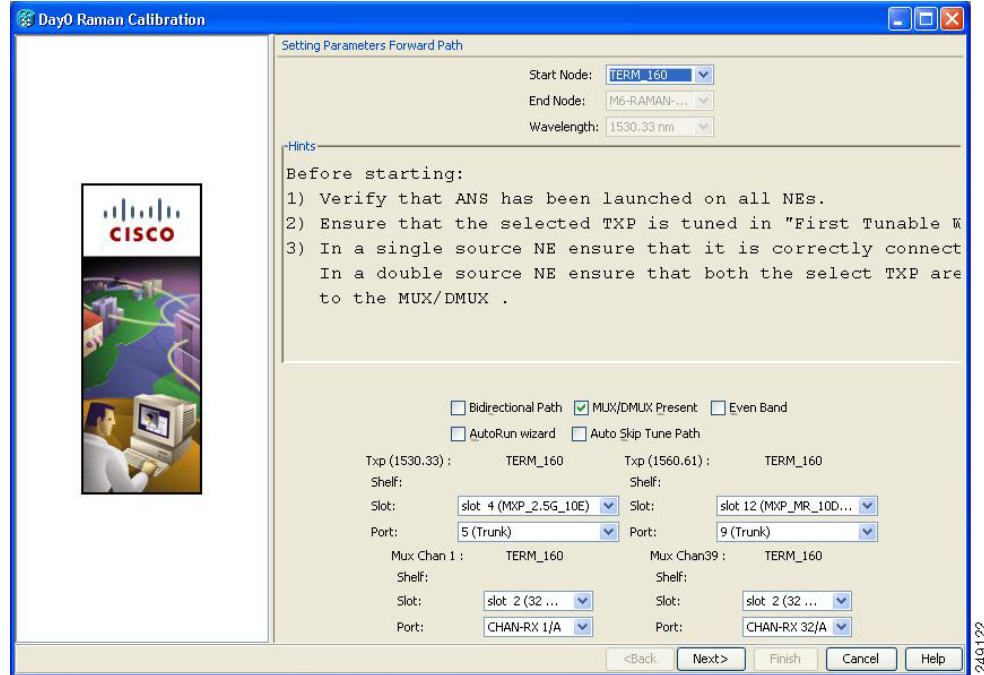 Day0 Raman Calibration
Setting Parameters Forward Path
Start Node: TERM_160
End Node: M6-RAMAN-...
Wavelength: 1530.33 nm
Hints
Before starting:
1) Verify that ANS has been launched on all NEs.
2) Ensure that the selected TXP is tuned in "First Tunable W
3) In a single source NE ensure that it is correctly connect
In a double source NE ensure that both the select TXP are
to the MUX/DMUX .
CISCO
Bidirectional Path MUX/DMUX Present Even Band
AutoRun wizard Auto Skip Tune Path
Txp (1530.33) : TERM_160 Txp (1560.61) : TERM_160
Shelf: Shelf:
Slot: slot 4 (MXP_2.5G_10E) Slot: slot 12 (MXP_MR_10D...
Port: 5 (Trunk) Port: 9 (Trunk)
Mux Chan 1 : TERM_160 Mux Chan39 : TERM_160
Shelf: Shelf:
Slot: slot 2 (32 ... Slot: slot 2 (32 ...
Port: CHAN-RX 1/A Port: CHAN-RX 32/A
<Back Next> Finish Cancel Help
249122